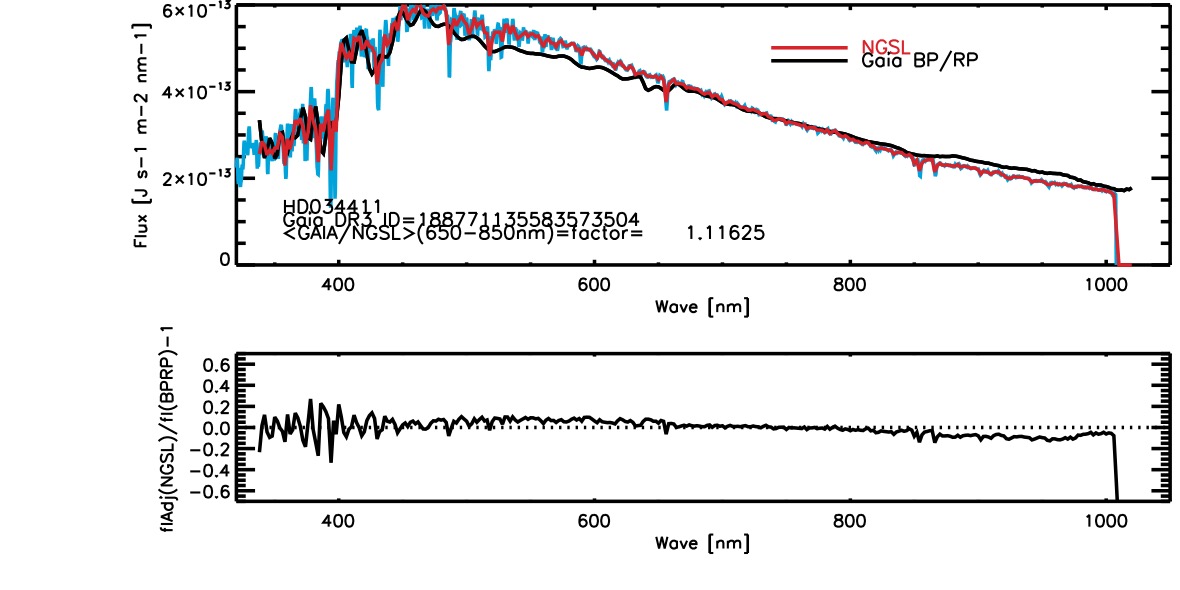 6×10−13
4×10−13
2×10−13
0
Flux [J s−1 m−2 nm−1]
NGSL
Gaia BP/RP
HD034411
Gaia DR3 ID=188771135583573504
<GAIA/NGSL>(650−850nm)=factor= 1.11625
400 600 800 1000
Wave [nm]
0.6
0.4
0.2
0.0
−0.2
−0.4
−0.6
flAdj(NGSL)/fl(BPRP)−1
400 600 800 1000
Wave [nm]